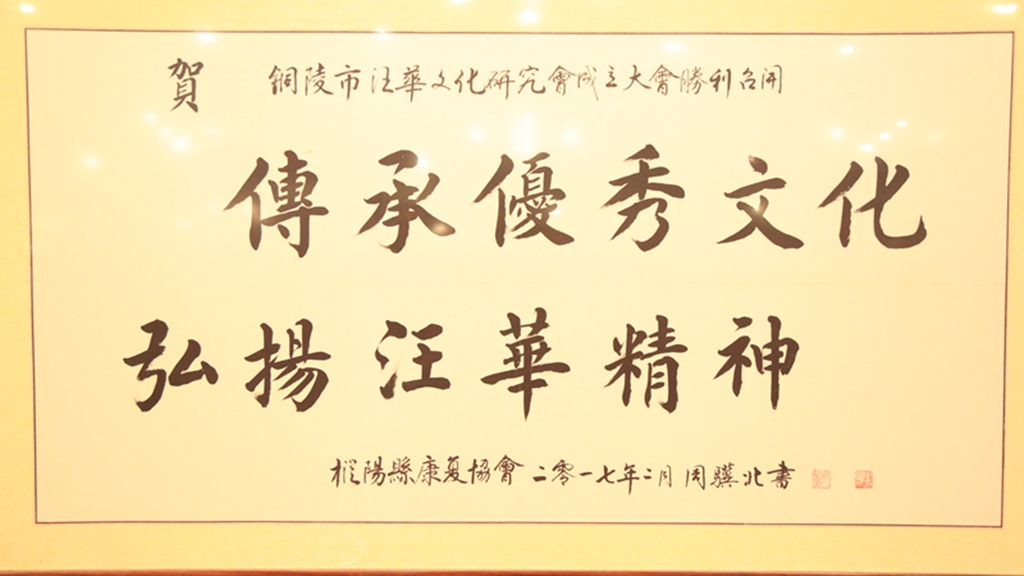 賀 銅陵市汪華文化研究會成立大會勝利召開
傳承優秀文化
弘揚汪華精神
樅陽縣康复協會 二零一七年二月 周驥北書